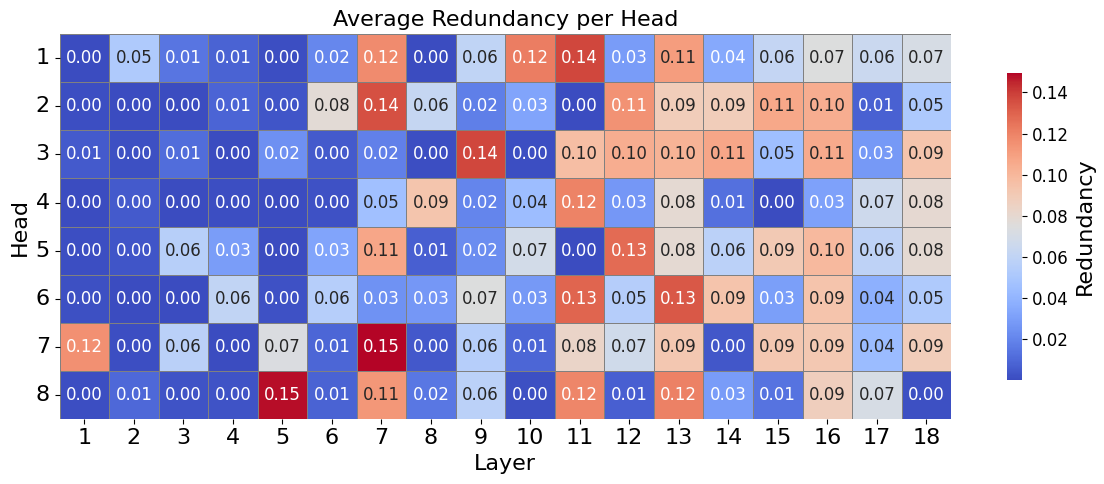 Average Redundancy per Head
1 0.00 0.05 0.01 0.01 0.00 0.02 0.12 0.00 0.06 0.12 0.14 0.03 0.11 0.04 0.06 0.07 0.06 0.07
2 0.00 0.00 0.00 0.01 0.00 0.08 0.14 0.06 0.02 0.03 0.00 0.11 0.09 0.09 0.11 0.10 0.01 0.05
3 0.01 0.00 0.01 0.00 0.02 0.00 0.02 0.00 0.14 0.00 0.10 0.10 0.10 0.11 0.05 0.11 0.03 0.09
4 0.00 0.00 0.00 0.00 0.00 0.00 0.05 0.09 0.02 0.04 0.12 0.03 0.08 0.01 0.00 0.03 0.07 0.08
5 0.00 0.00 0.06 0.03 0.00 0.03 0.11 0.01 0.02 0.07 0.00 0.13 0.08 0.06 0.09 0.10 0.06 0.08
6 0.00 0.00 0.00 0.06 0.00 0.06 0.03 0.03 0.07 0.03 0.13 0.05 0.13 0.09 0.03 0.09 0.04 0.05
7 0.12 0.00 0.06 0.00 0.07 0.01 0.15 0.00 0.06 0.01 0.08 0.07 0.09 0.00 0.09 0.09 0.04 0.09
8 0.00 0.01 0.00 0.00 0.15 0.01 0.11 0.02 0.06 0.00 0.12 0.01 0.12 0.03 0.01 0.09 0.07 0.00
Head
1 2 3 4 5 6 7 8 9 10 11 12 13 14 15 16 17 18
Layer
0.14
0.12
0.10
0.08
0.06
0.04
0.02
Redundancy